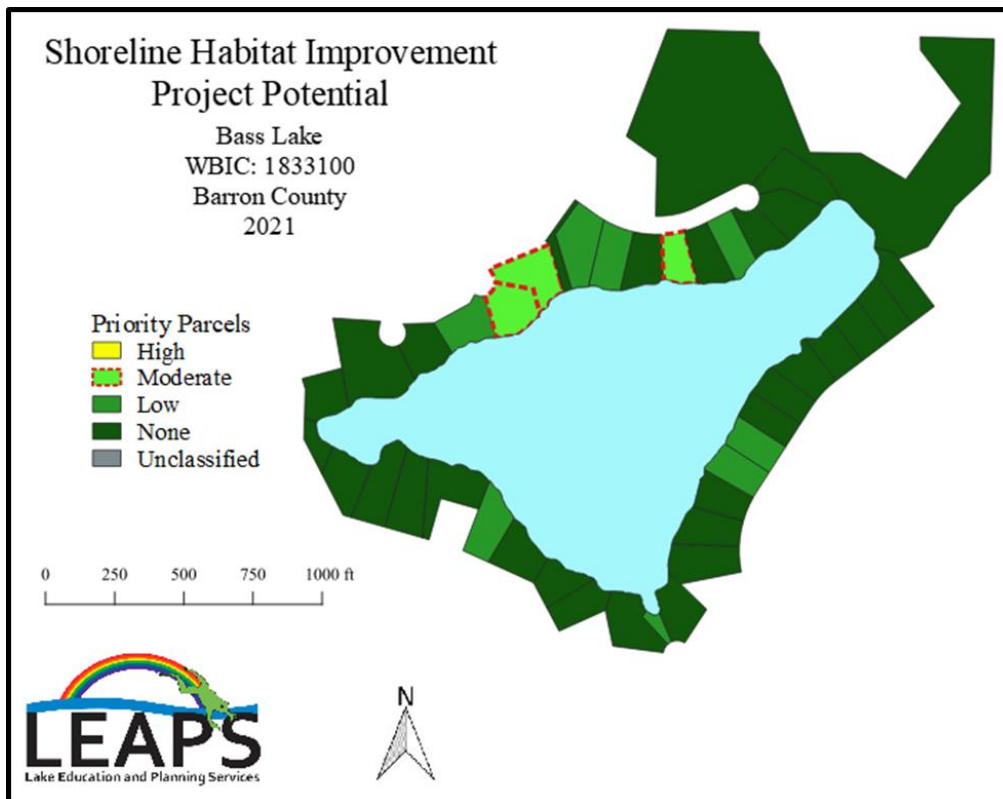 Shoreline Habitat Improvement
Project Potential
Bass Lake
WBIC: 1833100
Barron County
2021
Priority Parcels
High
Moderate
Low
None
Unclassified
0 250 500 750 1000 ft
LEAPS
Lake Education and Planning Services
N